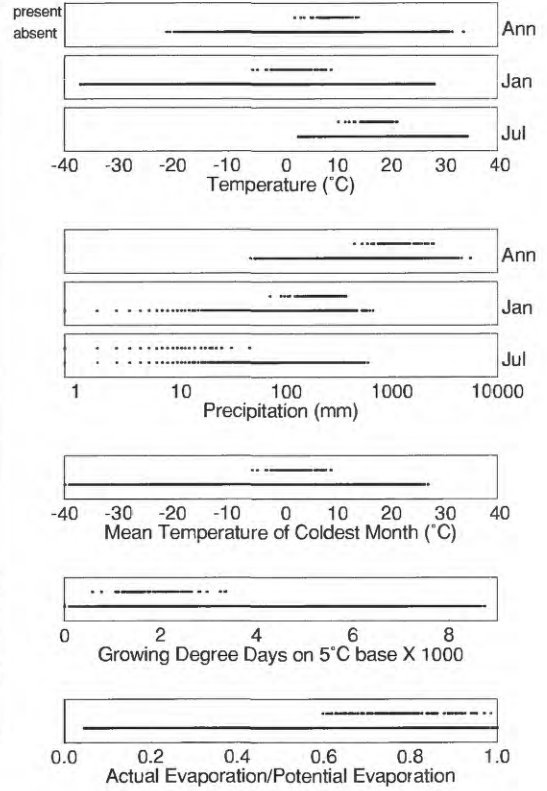 present
absent
Ann
Jan
Jul
-40 -30 -20 -10 0 10 20 30 40
Temperature (°C)
Ann
Jan
Jul
1 10 100 1000 10000
Precipitation (mm)
-40 -30 -20 -10 0 10 20 30 40
Mean Temperature of Coldest Month (°C)
0 2 4 6 8
Growing Degree Days on 5°C base X 1000
0.0 0.2 0.4 0.6 0.8 1.0
Actual Evaporation/Potential Evaporation